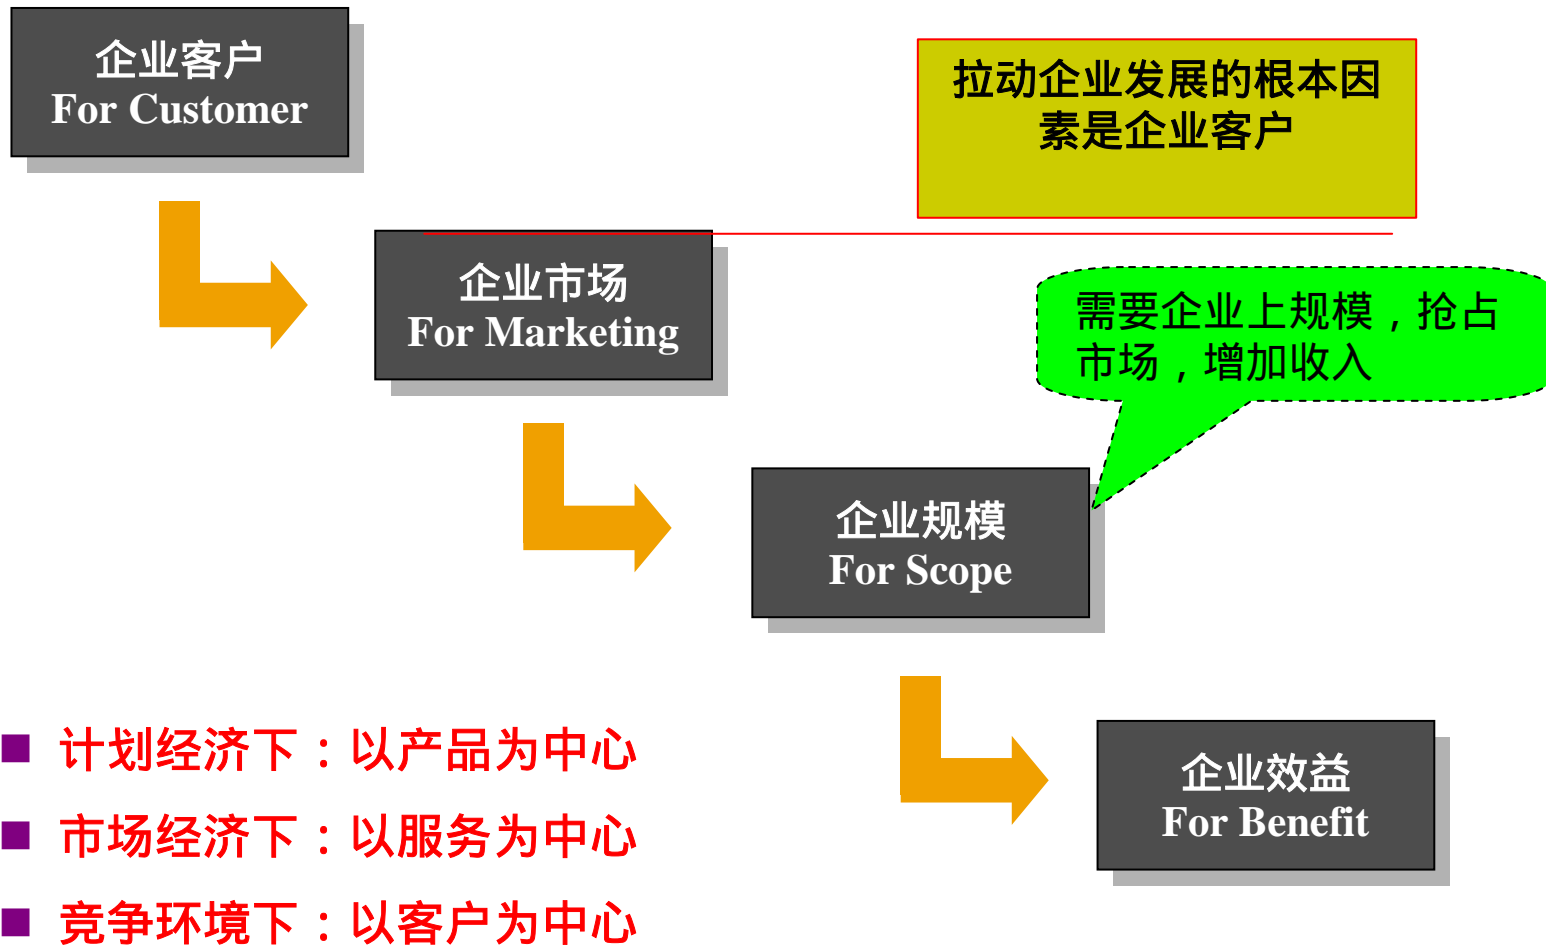 企业客户
For Customer
拉动企业发展的根本因
素是企业客户
企业市场
For Marketing
需要企业上规模，抢占
市场，增加收入
企业规模
For Scope
企业效益
For Benefit
计划经济下：以产品为中心
市场经济下：以服务为中心
竞争环境下：以客户为中心